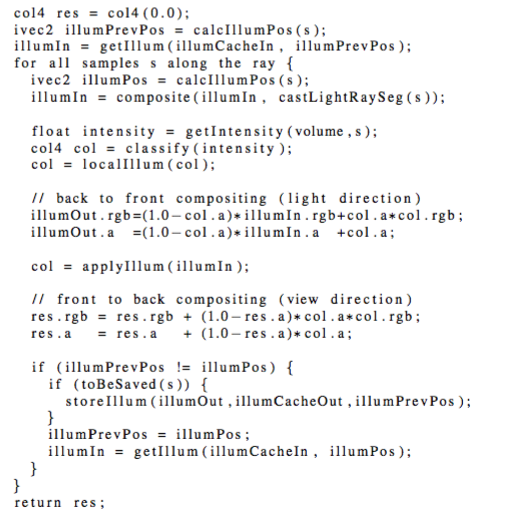 col4 res = col4(0.0);
ivec2 illumPrevPos = calcIllumPos(s);
illumIn = getIllum(illumCacheIn, illumPrevPos);
for all samples s along the ray {
  ivec2 illumPos = calcIllumPos(s);
  illumIn = composite(illumIn, castLightRaySeg(s));

  float intensity = getIntensity(volume,s);
  col4 col = classify(intensity);
  col = localIllum(col);

  // back to front compositing (light direction)
  illumOut.rgb=(1.0−col.a)*illumIn.rgb+col.a*col.rgb;
  illumOut.a  =(1.0−col.a)*illumIn.a  +col.a;

  col = applyIllum(illumIn);

  // front to back compositing (view direction)
  res.rgb = res.rgb + (1.0−res.a)*col.a*col.rgb;
  res.a   = res.a   + (1.0−res.a)*col.a;

  if (illumPrevPos != illumPos) {
    if (toBeSaved(s)) {
      storeIllum(illumOut,illumCacheOut,illumPrevPos);
    }
    illumPrevPos = illumPos;
    illumIn = getIllum(illumCacheIn, illumPos);
  }
}
return res;